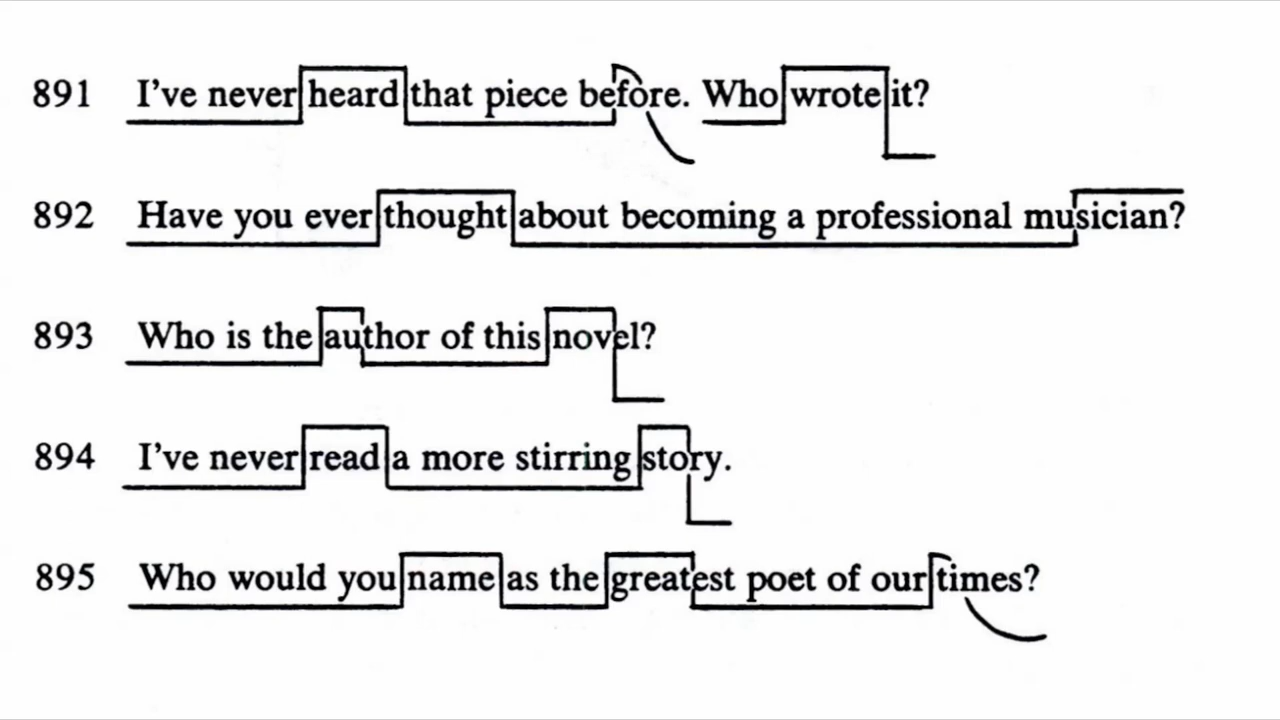 891 I've never heard that piece before. Who wrote it?
892 Have you ever thought about becoming a professional musician?
893 Who is the author of this novel?
894 I've never read a more stirring story.
895 Who would you name as the greatest poet of our times?